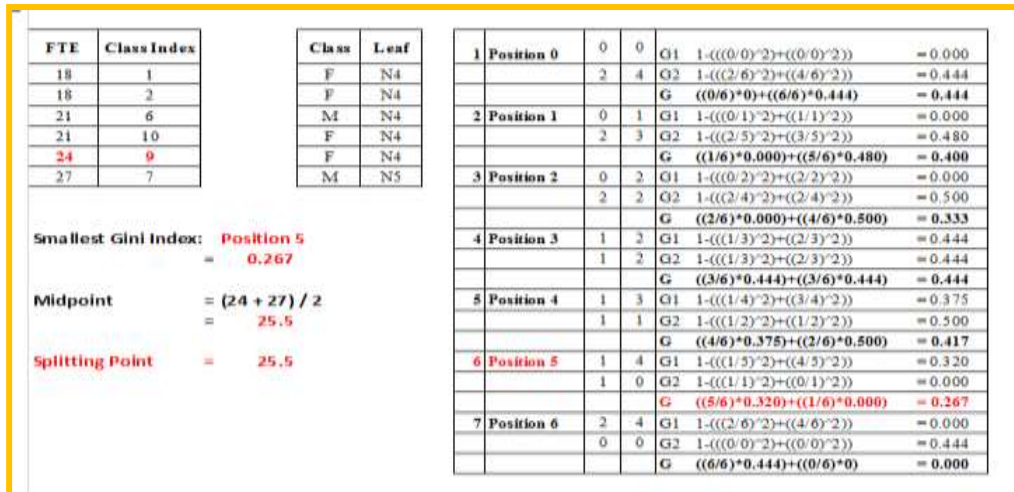 FTE Class Index
18 1
18 2
21 6
21 10
24 9
27 7
Class Leaf
F N4
F N4
M N4
F N4
F N4
M N5
Smallest Gini Index: Position 5
= 0.267
Midpoint = (24 + 27) / 2
= 25.5
Splitting Point = 25.5
1 Position 0 0 0 G1 1-(((0/0)^2)+((0/0)^2)) =0.000
2 4 G2 1-(((2/6)^2)+((4/6)^2)) =0.444
G ((0/6)*0)+((6/6)*0.444) = 0.444
2 Position 1 0 1 G1 1-(((0/1)^2)+((1/1)^2)) =0.000
2 3 G2 1-(((2/5)^2)+((3/5)^2)) =0.480
G ((1/6)*0.000)+((5/6)*0.480) = 0.400
3 Position 2 0 2 G1 1-(((0/2)^2)+((2/2)^2)) =0.000
2 2 G2 1-(((2/4)^2)+((2/4)^2)) =0.500
G ((2/6)*0.000)+((4/6)*0.500) = 0.333
4 Position 3 1 2 G1 1-(((1/3)^2)+((2/3)^2)) =0.444
1 2 G2 1-(((1/3)^2)+((2/3)^2)) =0.444
G ((3/6)*0.444)+((3/6)*0.444) = 0.444
5 Position 4 1 3 G1 1-(((1/4)^2)+((3/4)^2)) =0.375
1 1 G2 1-(((1/2)^2)+((1/2)^2)) =0.500
G ((4/6)*0.375)+((2/6)*0.500) = 0.417
6 Position 5 1 4 G1 1-(((1/5)^2)+((4/5)^2)) =0.320
1 0 G2 1-(((1/1)^2)+((0/1)^2)) =0.000
G ((5/6)*0.320)+((1/6)*0.000) = 0.267
7 Position 6 2 4 G1 1-(((2/6)^2)+((4/6)^2)) =0.000
0 0 G2 1-(((0/0)^2)+((0/0)^2)) =0.444
G ((6/6)*0.444)+((0/6)*0) = 0.000